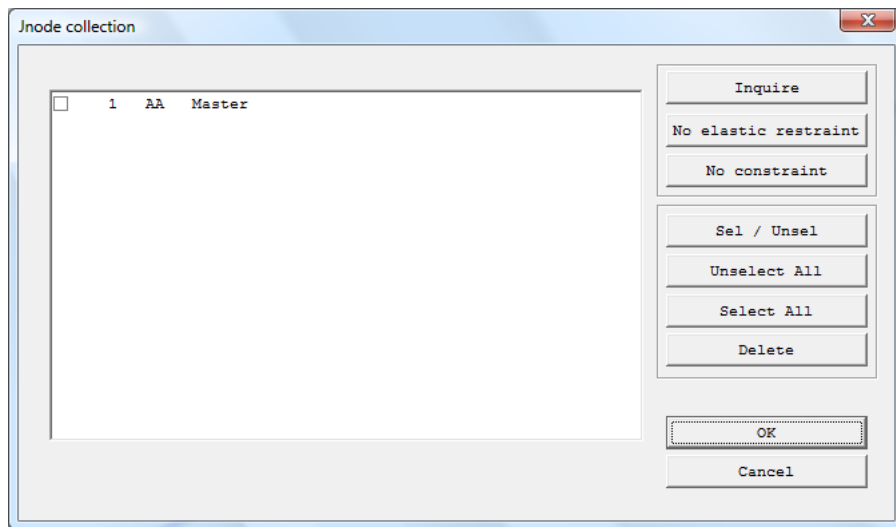 Jnode collection
1 AA Master
Inquire
No elastic restraint
No constraint
Sel / Unsel
Unselect All
Select All
Delete
OK
Cancel